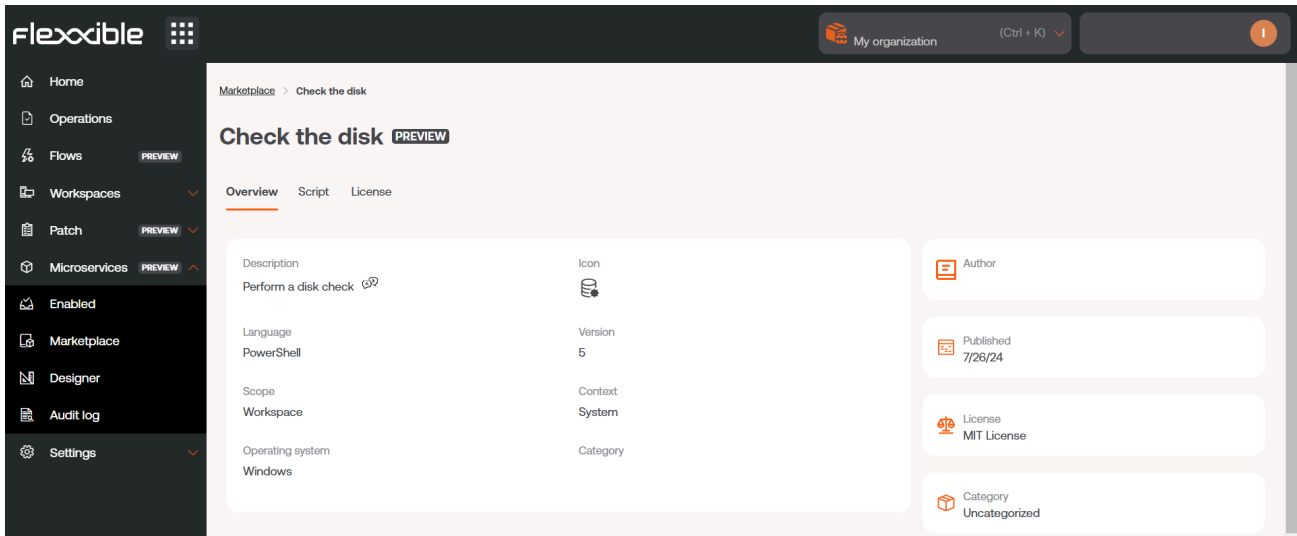 Flexxible
My organization (Ctrl + K)
I
Home
Operations
Flows PREVIEW
Workspaces
Patch PREVIEW
Microservices PREVIEW
Enabled
Marketplace
Designer
Audit log
Settings
Marketplace > Check the disk
Check the disk PREVIEW
Overview Script License
Description
Perform a disk check
Icon
Language
PowerShell
Version
5
Scope
Workspace
Context
System
Operating system
Windows
Category
Author
Published
7/26/24
License
MIT License
Category
Uncategorized